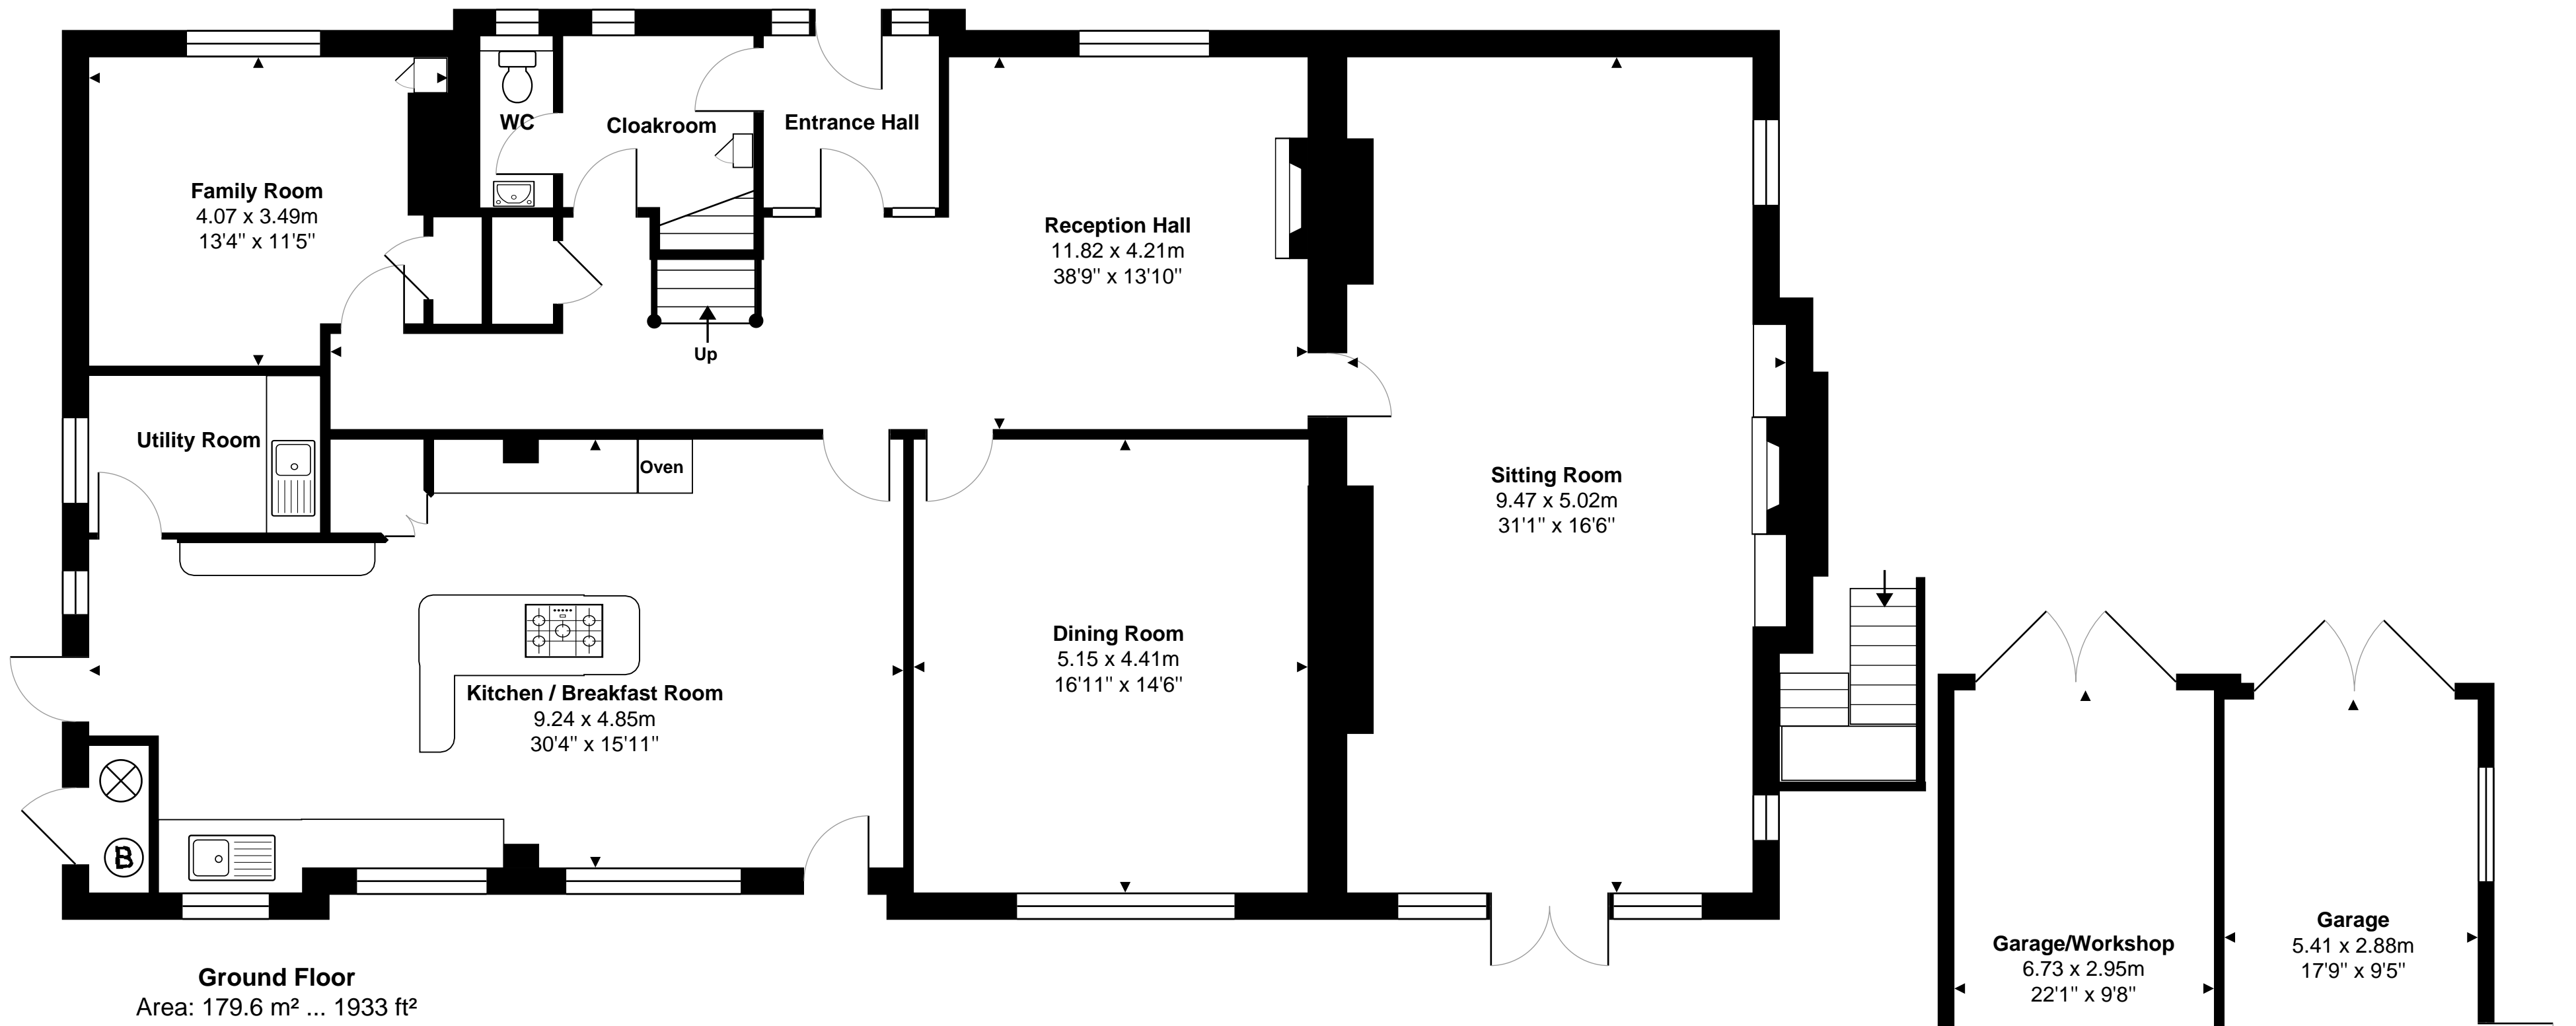 WC
Cloakroom
Entrance Hall
Family Room
4.07 x 3.49m
13'4" x 11'5"
Reception Hall
11.82 x 4.21m
38'9" x 13'10"
Up
Utility Room
Oven
Sitting Room
9.47 x 5.02m
31'1" x 16'6"
Dining Room
5.15 x 4.41m
16'11" x 14'6"
Kitchen / Breakfast Room
9.24 x 4.85m
30'4" x 15'11"
B
Garage/Workshop
6.73 x 2.95m
22'1" x 9'8"
Garage
5.41 x 2.88m
17'9" x 9'5"
Ground Floor
Area: 179.6 m² ... 1933 ft²